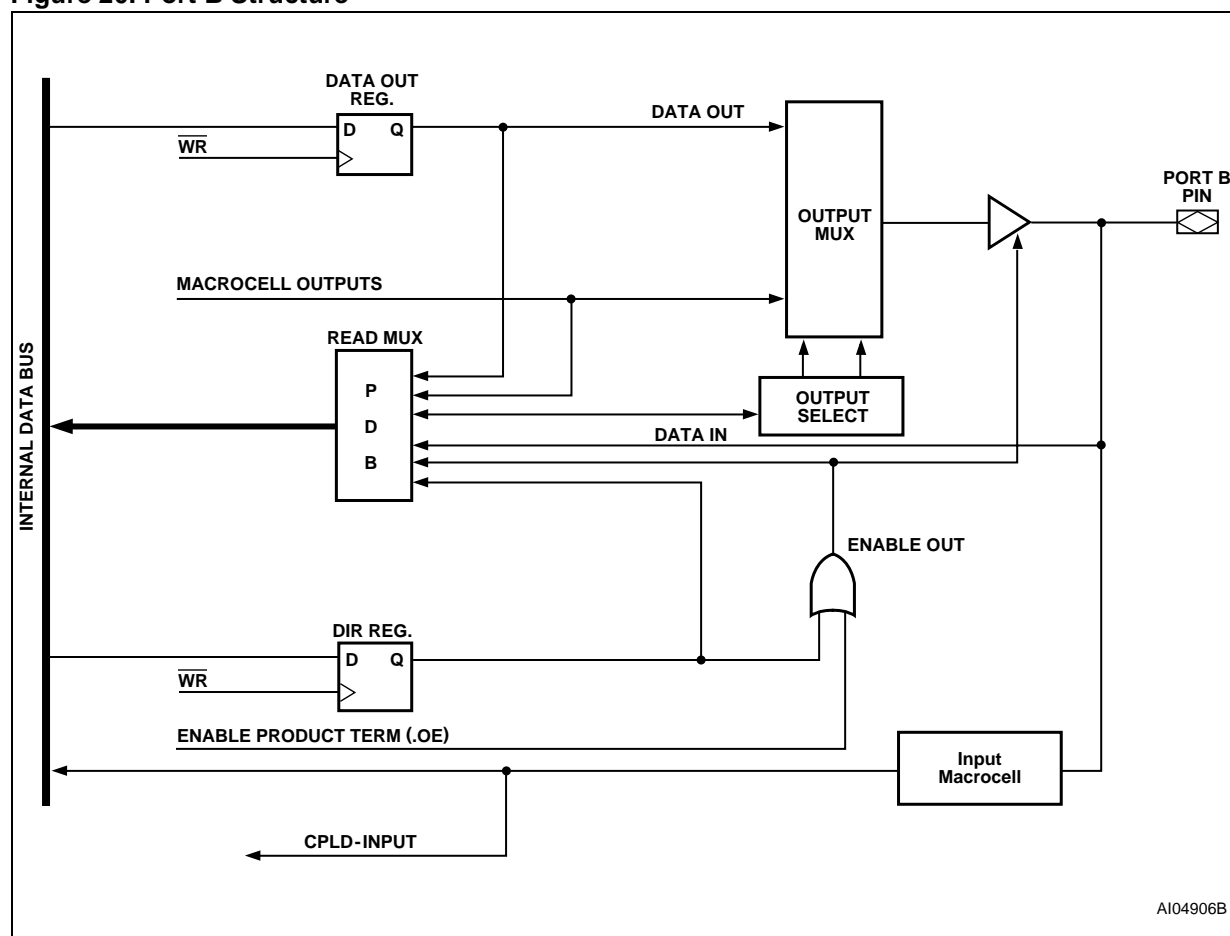 DATA OUT
REG.
D Q
WR
DATA OUT
OUTPUT
MUX
PORT B
PIN
MACROCELL OUTPUTS
READ MUX
P
D
B
OUTPUT
SELECT
DATA IN
INTERNAL DATA BUS
ENABLE OUT
DIR REG.
D Q
WR
ENABLE PRODUCT TERM (.OE)
Input
Macrocell
CPLD-INPUT
AI04906B